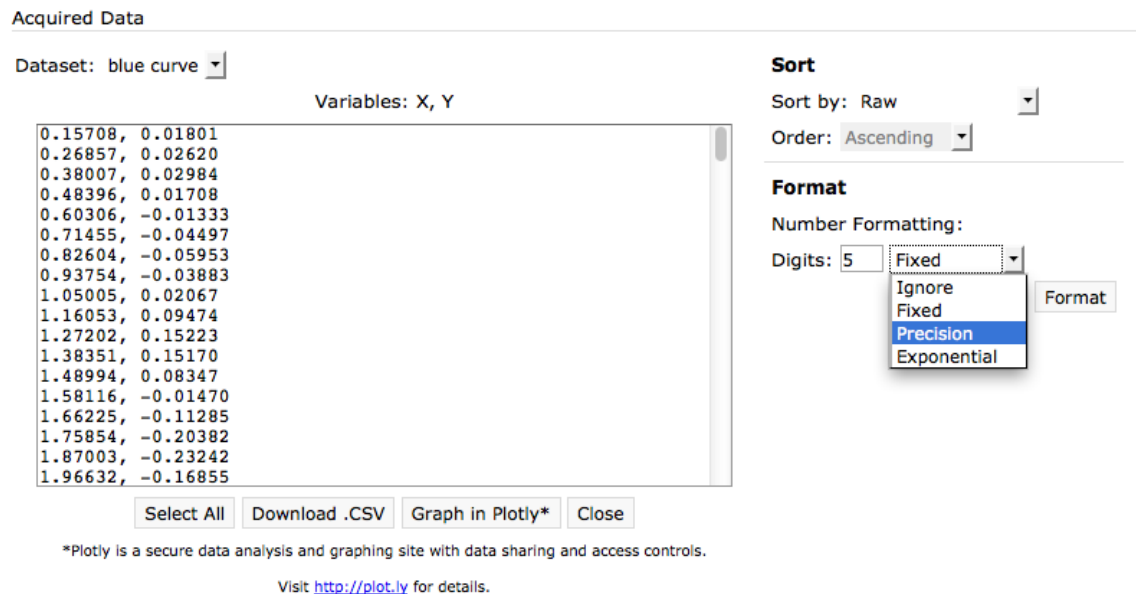 Acquired Data
Dataset: blue curve
Variables: X, Y
0.15708, 0.01801
0.26857, 0.02620
0.38007, 0.02984
0.48396, 0.01708
0.60306, -0.01333
0.71455, -0.04497
0.82604, -0.05953
0.93754, -0.03883
1.05005, 0.02067
1.16053, 0.09474
1.27202, 0.15223
1.38351, 0.15170
1.48994, 0.08347
1.58116, -0.01470
1.66225, -0.11285
1.75854, -0.20382
1.87003, -0.23242
1.96632, -0.16855
Select All Download .CSV Graph in Plotly* Close
*Plotly is a secure data analysis and graphing site with data sharing and access controls.
Visit http://plot.ly for details.
Sort
Sort by: Raw
Order: Ascending
Format
Number Formatting:
Digits: 5 Fixed
Ignore
Fixed
Precision
Exponential
Format